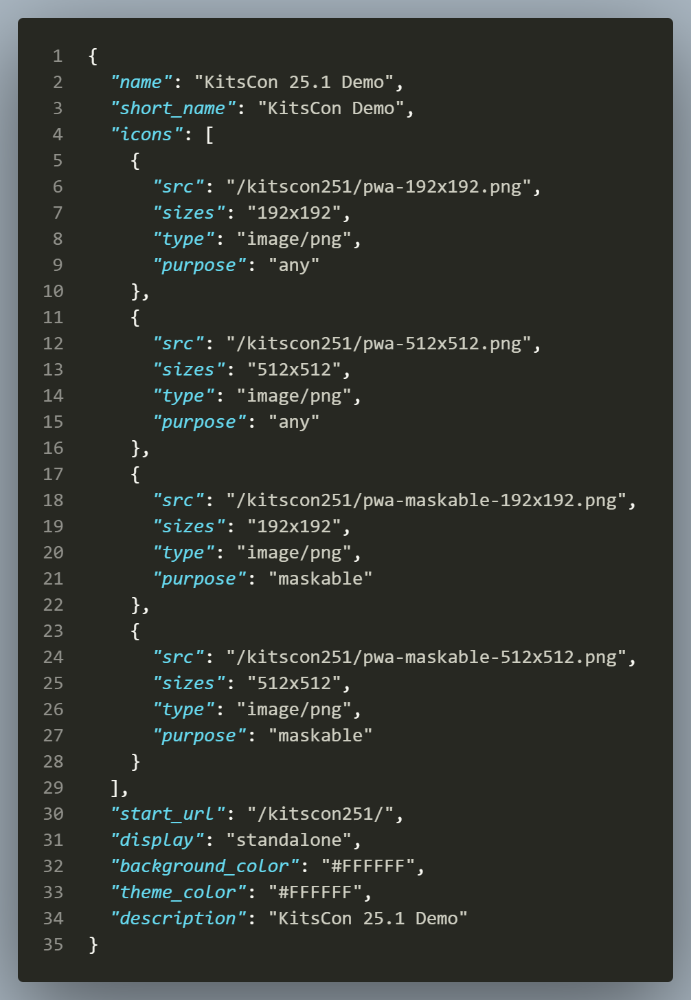 1 {
2   "name": "KitsCon 25.1 Demo",
3   "short_name": "KitsCon Demo",
4   "icons": [
5     {
6       "src": "/kitscon251/pwa-192x192.png",
7       "sizes": "192x192",
8       "type": "image/png",
9       "purpose": "any"
10     },
11     {
12       "src": "/kitscon251/pwa-512x512.png",
13       "sizes": "512x512",
14       "type": "image/png",
15       "purpose": "any"
16     },
17     {
18       "src": "/kitscon251/pwa-maskable-192x192.png",
19       "sizes": "192x192",
20       "type": "image/png",
21       "purpose": "maskable"
22     },
23     {
24       "src": "/kitscon251/pwa-maskable-512x512.png",
25       "sizes": "512x512",
26       "type": "image/png",
27       "purpose": "maskable"
28     }
29   ],
30   "start_url": "/kitscon251/",
31   "display": "standalone",
32   "background_color": "#FFFFFF",
33   "theme_color": "#FFFFFF",
34   "description": "KitsCon 25.1 Demo"
35 }